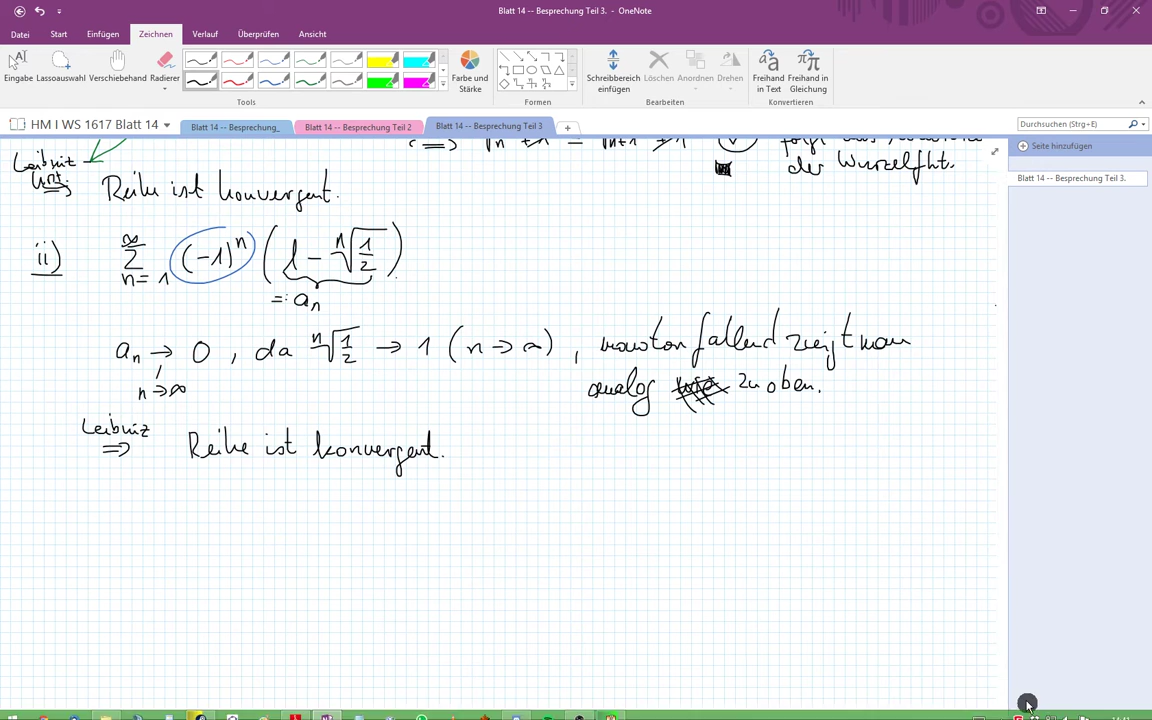 Blatt 14 -- Besprechung Teil 3. - OneNote
Datei Start Einfügen Zeichnen Verlauf Überprüfen Ansicht
Eingabe Lassoauswahl Verschiebehand Radierer Farbe und Stärke Schreibbereich einfügen Löschen Anordnen Drehen Freihand in Text Freihand in Gleichung
Tools Formen Bearbeiten Konvertieren
HM I WS 1617 Blatt 14 Blatt 14 -- Besprechung_ Blatt 14 -- Besprechung Teil 2 Blatt 14 -- Besprechung Teil 3 Durchsuchen (Strg+E)
Seite hinzufügen
Blatt 14 -- Besprechung Teil 3.
der Wurzelfkt.
Leibniz
⇒ Reihe ist konvergent.
ii) ∑_{n=1}^∞ (-1)^n (1 - ⁿ√(1/2))
=: a_n
a_n → 0, da ⁿ√(1/2) → 1 (n → ∞), monoton fallend zeigt man
n → ∞ analog zu oben.
Leibniz
⇒ Reihe ist konvergent.